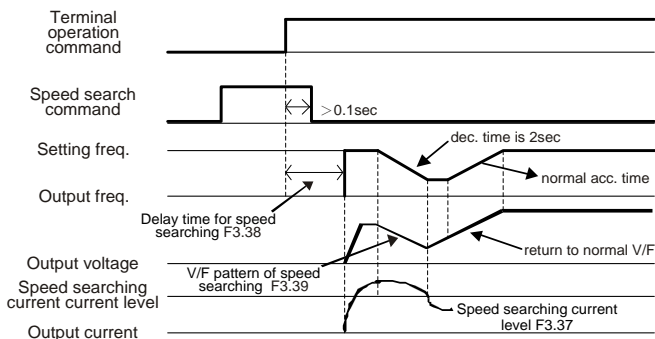 Terminal
operation
command
Speed search
command
＞0.1sec
Setting freq.
dec. time is 2sec
normal acc. time
Output freq.
Delay time for speed
searching F3.38
Output voltage
V/F pattern of speed
searching F3.39
return to normal V/F
Speed searching
current current level
Speed searching current
level F3.37
Output current